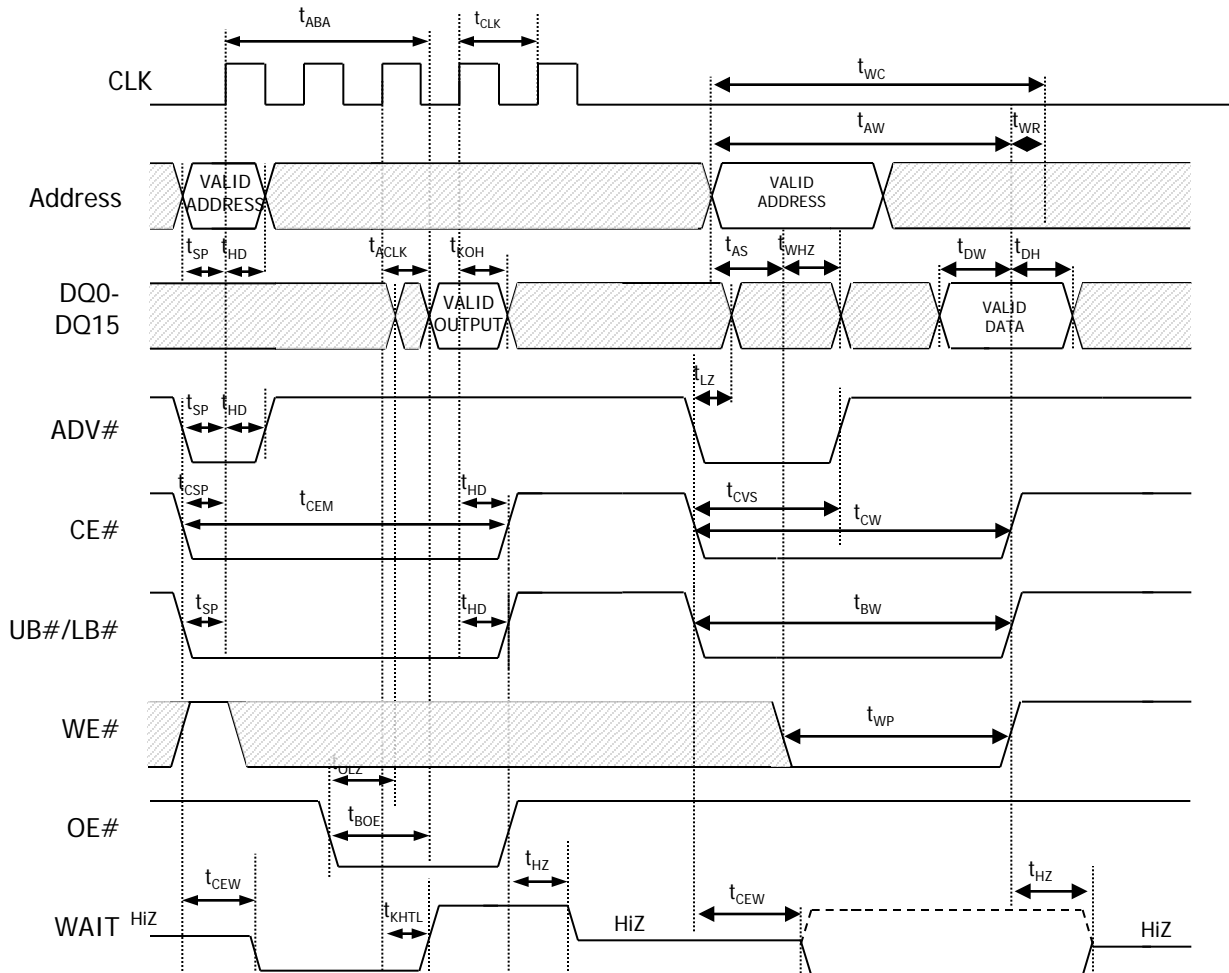 tABA
tCLK
CLK
tWC
tAW
tWR
Address
VALID
ADDRESS
VALID
ADDRESS
tSP
tHD
tACLK
tKOH
tAS
tWHZ
tDW
tDH
DQ0-
DQ15
VALID
OUTPUT
VALID
DATA
tLZ
ADV#
tSP
tHD
tCSP
tCEM
tHD
tCVS
tCW
CE#
tSP
tHD
tBW
UB#/LB#
WE#
tWP
tOLZ
OE#
tBOE
tHZ
tHZ
tCEW
tKHTL
tCEW
WAIT
HiZ
HiZ
HiZ